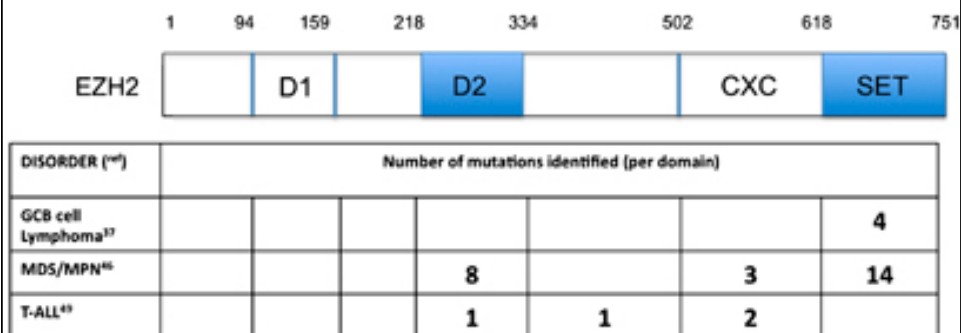 1 94 159 218 334 502 618 751
EZH2 D1 D2 CXC SET
DISORDER (ref) Number of mutations identified (per domain)
GCB cell
Lymphoma³⁷ 4
MDS/MPN⁴⁶ 8 3 14
T-ALL⁴⁹ 1 1 2